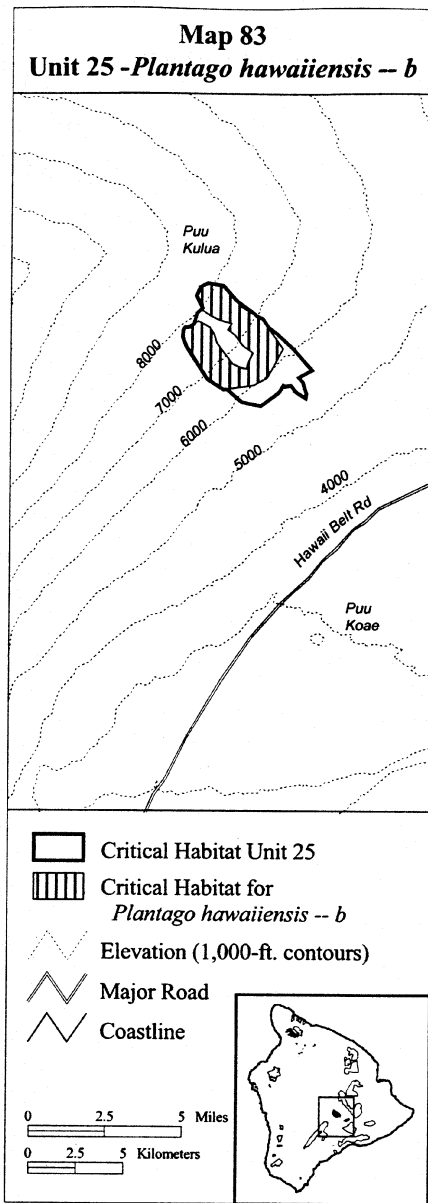 Map 83
Unit 25 -Plantago hawaiiensis -- b
Puu
Kulua
8000
7000
6000
5000
4000
Hawaii Belt Rd
Puu
Koae
Critical Habitat Unit 25
Critical Habitat for
Plantago hawaiiensis -- b
Elevation (1,000-ft. contours)
Major Road
Coastline
0 2.5 5 Miles
0 2.5 5 Kilometers